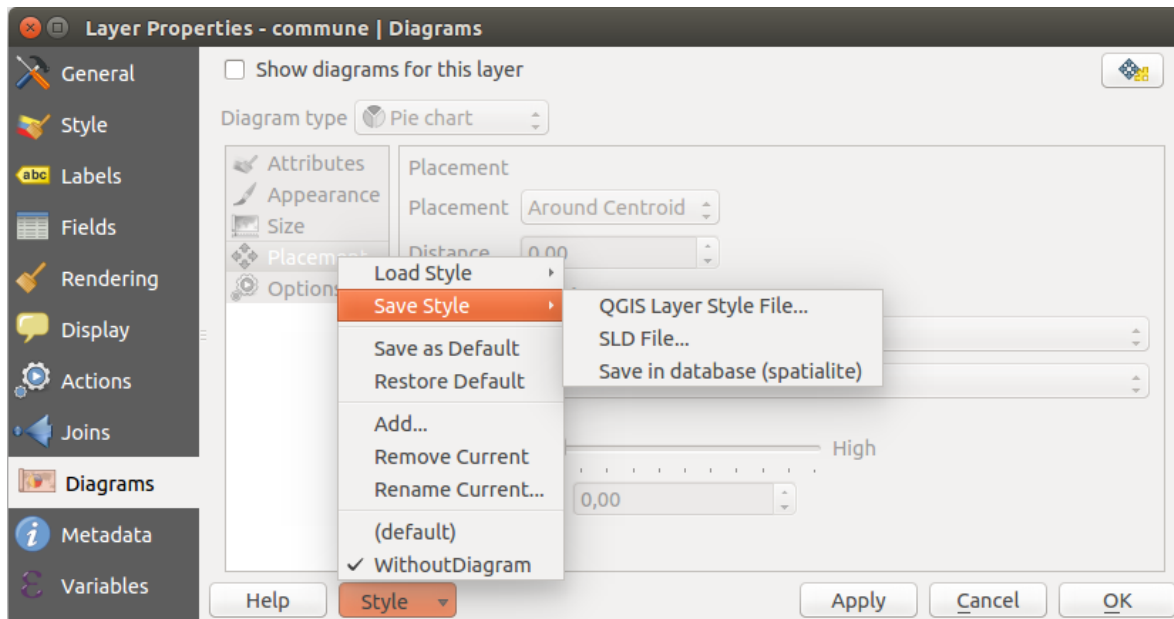 Layer Properties - commune | Diagrams
General
Style
abc Labels
Fields
Rendering
Display
Actions
Joins
Diagrams
Metadata
Variables
Show diagrams for this layer
Diagram type Pie chart
Attributes
Appearance
Size
Options
Placement
Placement Around Centroid
Distance 0,00
Load Style
Save Style
Save as Default
Restore Default
Add...
Remove Current
Rename Current...
(default)
WithoutDiagram
QGIS Layer Style File...
SLD File...
Save in database (spatialite)
High
0,00
Help
Style
Apply
Cancel
OK